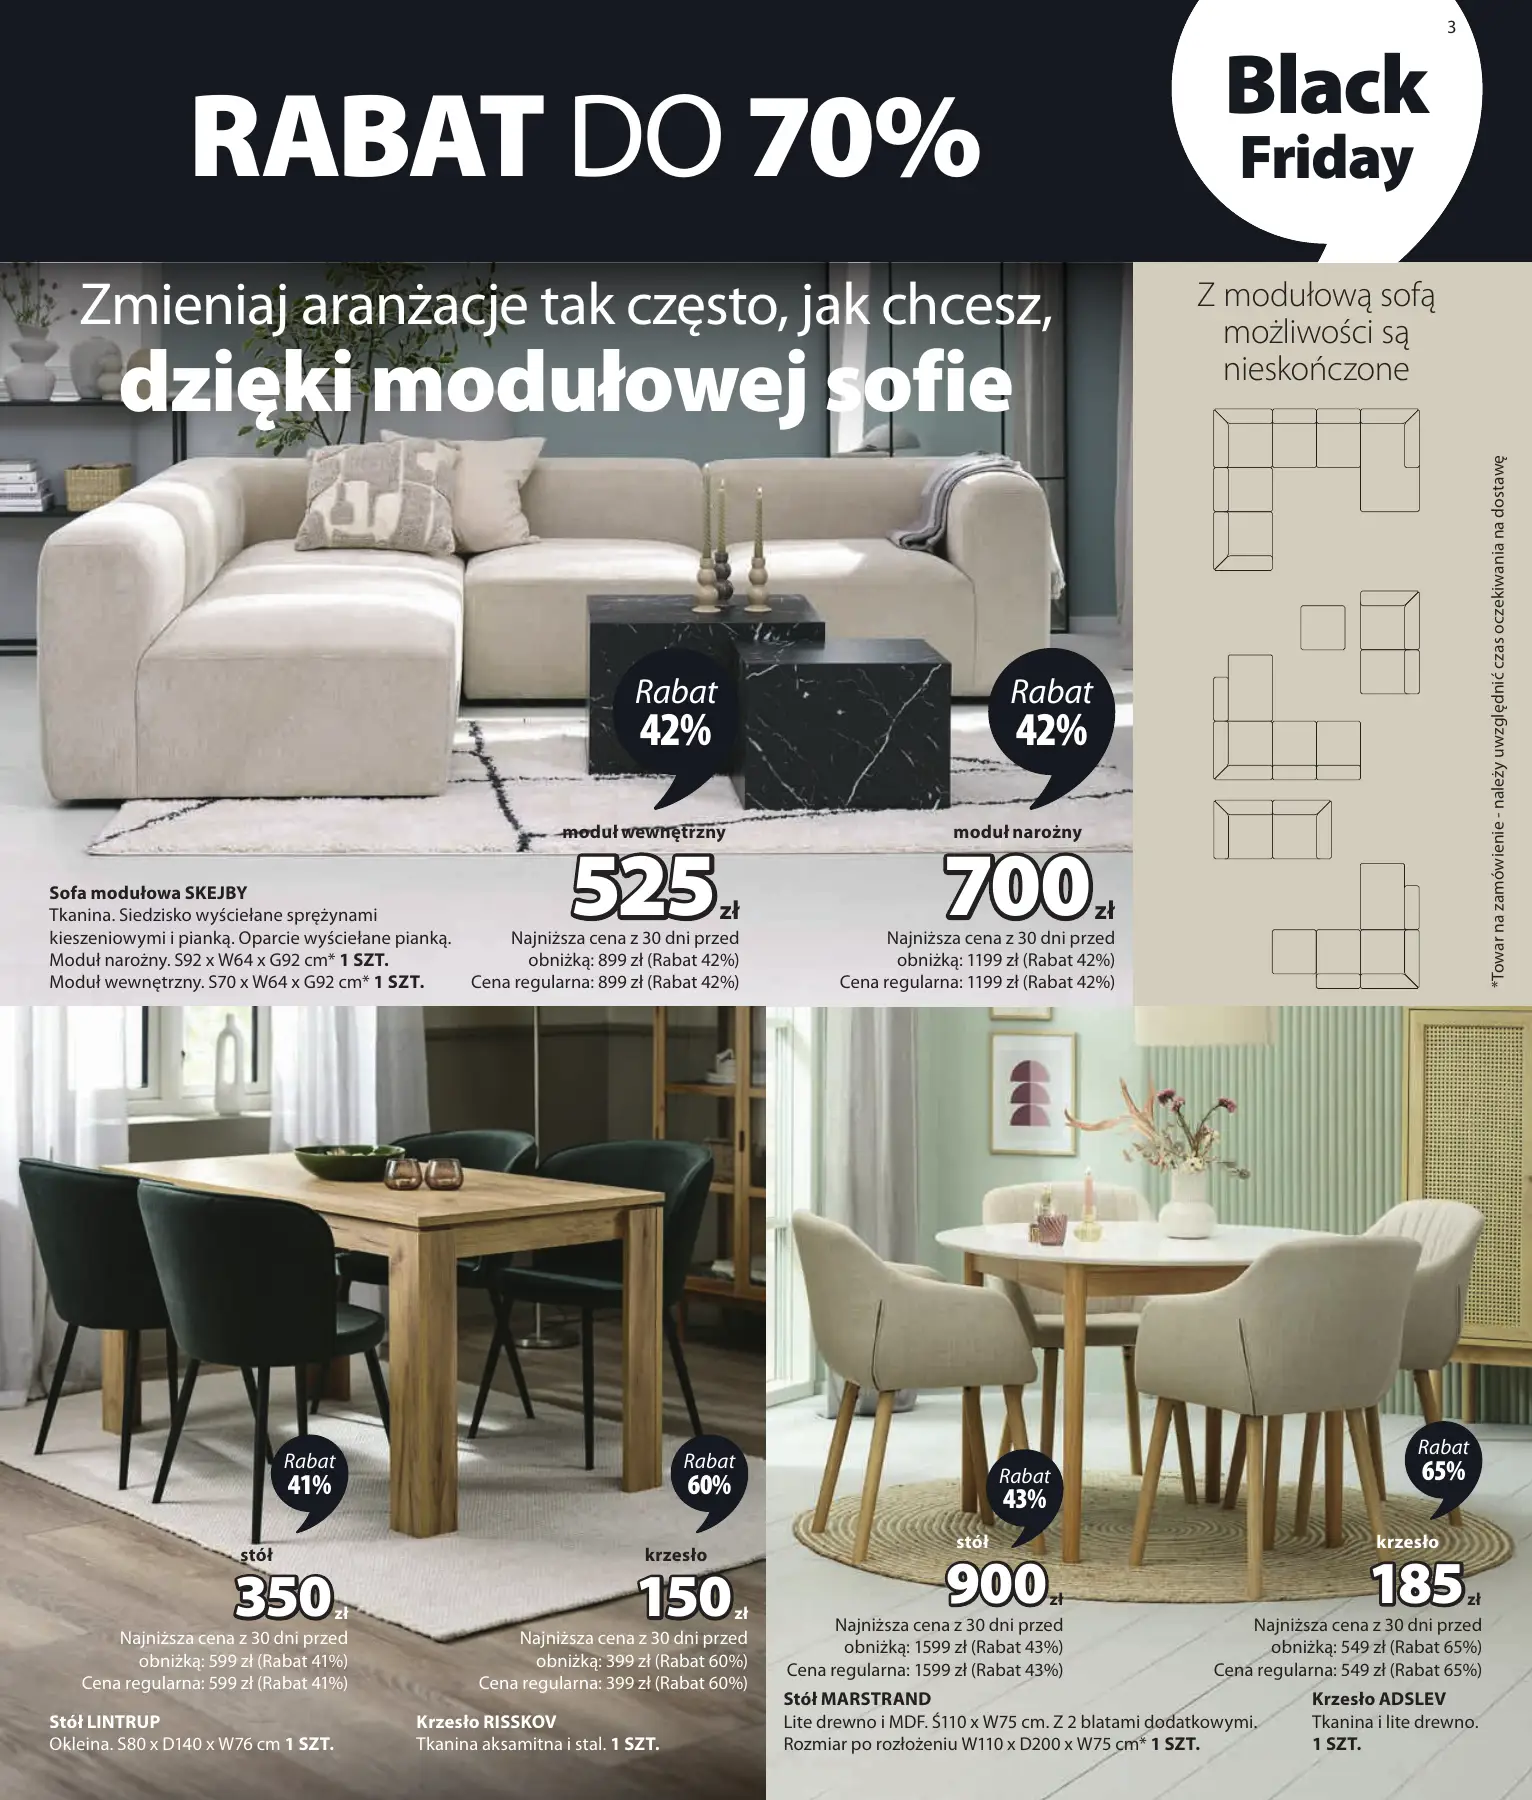 3
Black
Friday
RABAT DO 70%
Zmieniaj aranżacje tak często, jak chcesz,
dzięki modułowej sofie
Z modułową sofą
możliwości są
nieskończone
*Towar na zamówienie - należy uwzględnić czas oczekiwania na dostawę
Rabat
42%
moduł wewnętrzny
525 zł
Najniższa cena z 30 dni przed
obniżką: 899 zł (Rabat 42%)
Cena regularna: 899 zł (Rabat 42%)
Rabat
42%
moduł narożny
700 zł
Najniższa cena z 30 dni przed
obniżką: 1199 zł (Rabat 42%)
Cena regularna: 1199 zł (Rabat 42%)
Sofa modułowa SKEJBY
Tkanina. Siedzisko wyściełane sprężynami
kieszeniowymi i pianką. Oparcie wyściełane pianką.
Moduł narożny. S92 x W64 x G92 cm* 1 SZT.
Moduł wewnętrzny. S70 x W64 x G92 cm* 1 SZT.
Rabat
41%
stół
350 zł
Najniższa cena z 30 dni przed
obniżką: 599 zł (Rabat 41%)
Cena regularna: 599 zł (Rabat 41%)
Stół LINTRUP
Okleina. S80 x D140 x W76 cm 1 SZT.
Rabat
60%
krzesło
150 zł
Najniższa cena z 30 dni przed
obniżką: 399 zł (Rabat 60%)
Cena regularna: 399 zł (Rabat 60%)
Krzesło RISSKOV
Tkanina aksamitna i stal. 1 SZT.
Rabat
43%
stół
900 zł
Najniższa cena z 30 dni przed
obniżką: 1599 zł (Rabat 43%)
Cena regularna: 1599 zł (Rabat 43%)
Stół MARSTRAND
Lite drewno i MDF. Ś110 x W75 cm. Z 2 blatami dodatkowymi.
Rozmiar po rozłożeniu W110 x D200 x W75 cm* 1 SZT.
Rabat
65%
krzesło
185 zł
Najniższa cena z 30 dni przed
obniżką: 549 zł (Rabat 65%)
Cena regularna: 549 zł (Rabat 65%)
Krzesło ADSLEV
Tkanina i lite drewno.
1 SZT.